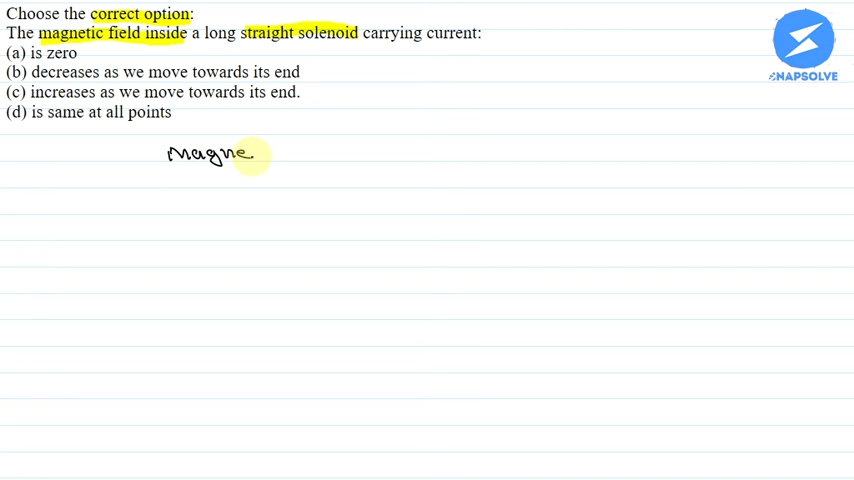 Choose the correct option:
The magnetic field inside a long straight solenoid carrying current:
(a) is zero
(b) decreases as we move towards its end
(c) increases as we move towards its end.
(d) is same at all points
SNAPSOLVE
Magne